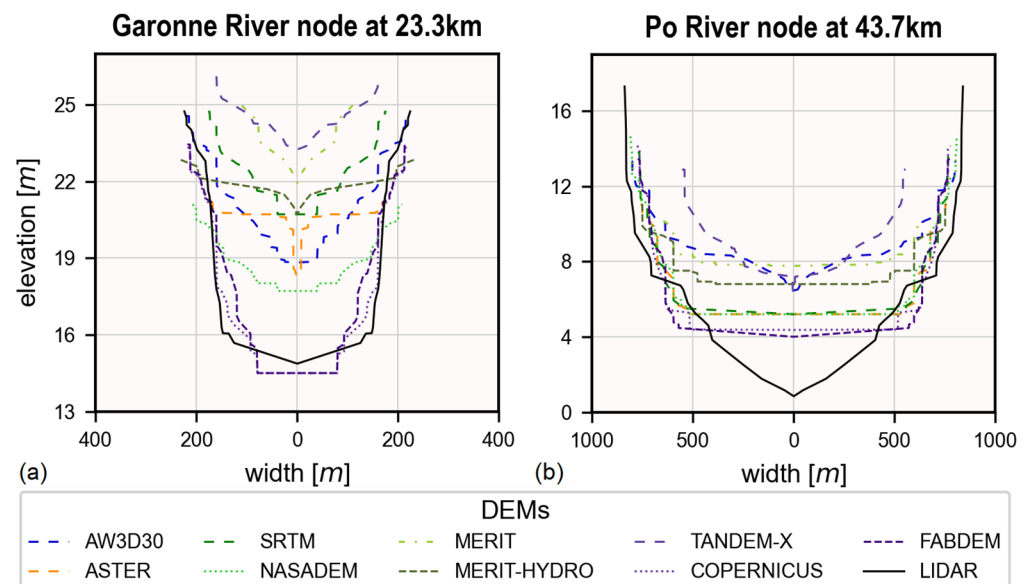 Garonne River node at 23.3km
Po River node at 43.7km
elevation [m]
25
22
19
16
13
400 200 0 200 400
width [m]
(a)
16
12
8
4
0
1000 500 0 500 1000
width [m]
(b)
DEMs
AW3D30 SRTM MERIT TANDEM-X FABDEM
ASTER NASADEM MERIT-HYDRO COPERNICUS LIDAR